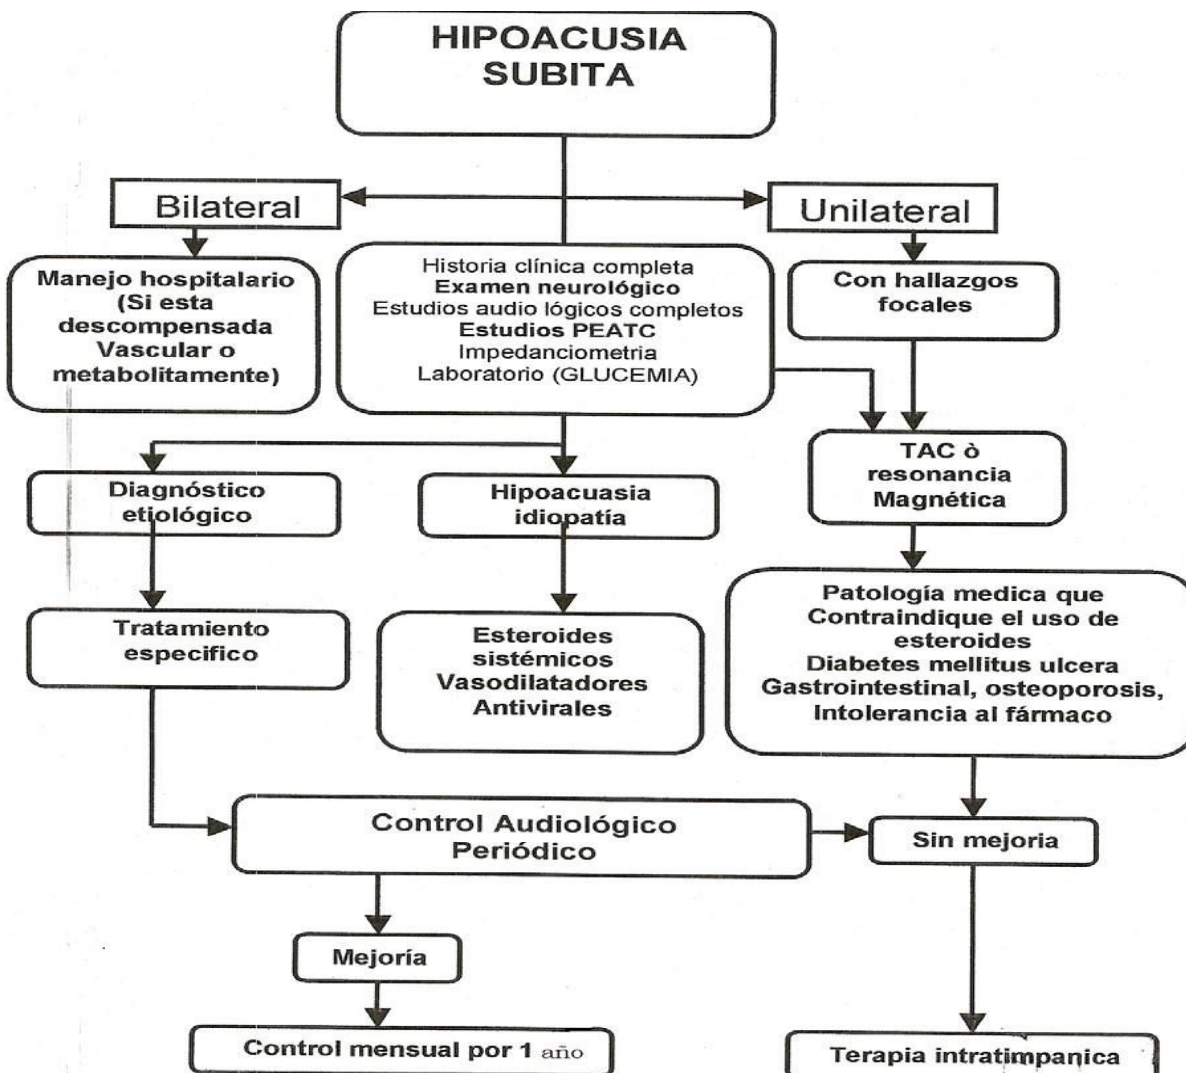 HIPOACUSIA
SUBITA
Bilateral
Unilateral
Manejo hospitalario
(Si esta
descompensada
Vascular o
metabolitamente)
Historia clínica completa
Examen neurológico
Estudios audio lógicos completos
Estudios PEATC
Impedanciometria
Laboratorio (GLUCEMIA)
Con hallazgos
focales
TAC ò
resonancia
Magnética
Diagnóstico
etiológico
Hipoacuasia
idiopatía
Tratamiento
especifico
Esteroides
sistémicos
Vasodilatadores
Antivirales
Patología medica que
Contraindique el uso de
esteroides
Diabetes mellitus ulcera
Gastrointestinal, osteoporosis,
Intolerancia al fármaco
Control Audiológico
Periódico
Sin mejoria
Mejoría
Control mensual por 1 año
Terapia intratimpanica